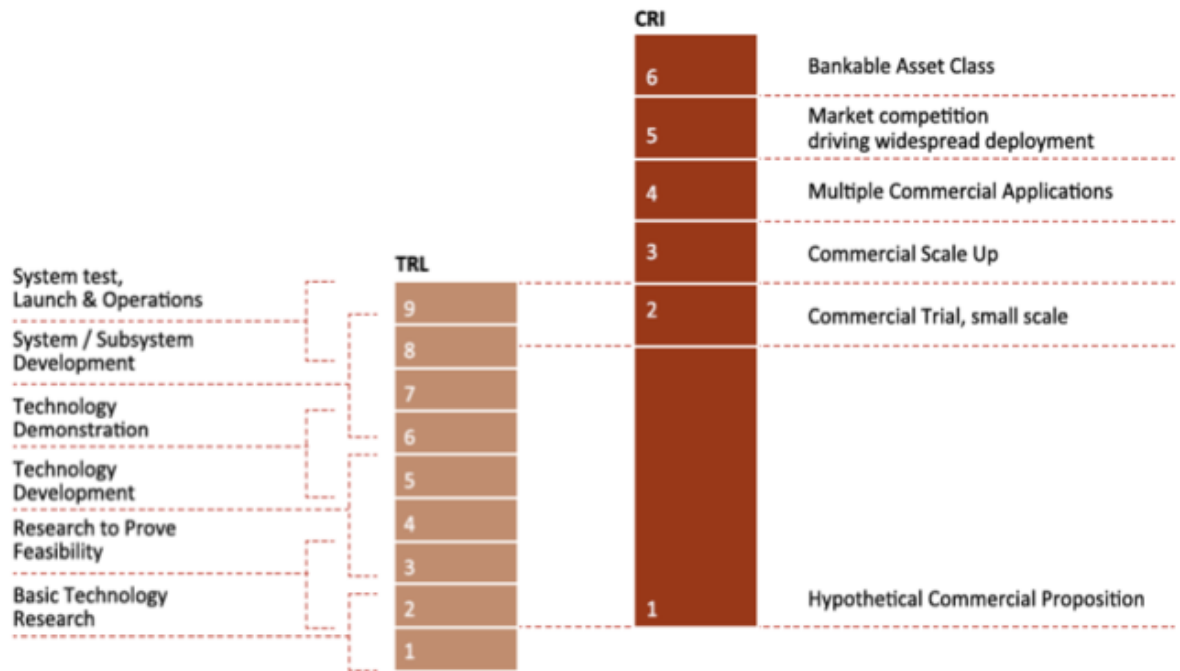 CRI
6
Bankable Asset Class
5
Market competition
driving widespread deployment
4
Multiple Commercial Applications
3
Commercial Scale Up
2
Commercial Trial, small scale
1
Hypothetical Commercial Proposition
TRL
9
8
7
6
5
4
3
2
1
System test,
Launch & Operations
System / Subsystem
Development
Technology
Demonstration
Technology
Development
Research to Prove
Feasibility
Basic Technology
Research